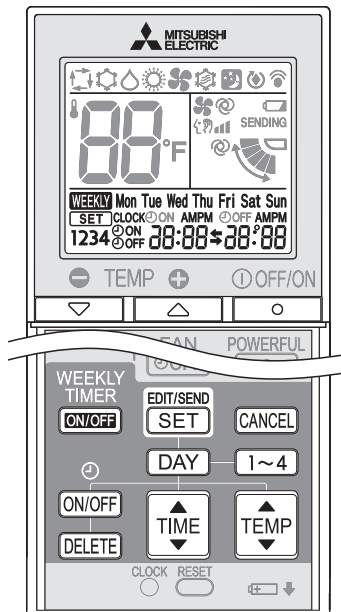 MITSUBISHI
ELECTRIC
88°F
SENDING
WEEKLY Mon Tue Wed Thu Fri Sat Sun
SET CLOCK ON AMPM OFF AMPM
1234 ON OFF 88:88 88:88
TEMP OFF/ON
FAN POWERFUL
WEEKLY
TIMER
ON/OFF
EDIT/SEND
SET CANCEL
DAY 1~4
ON/OFF TIME TEMP
DELETE
CLOCK RESET